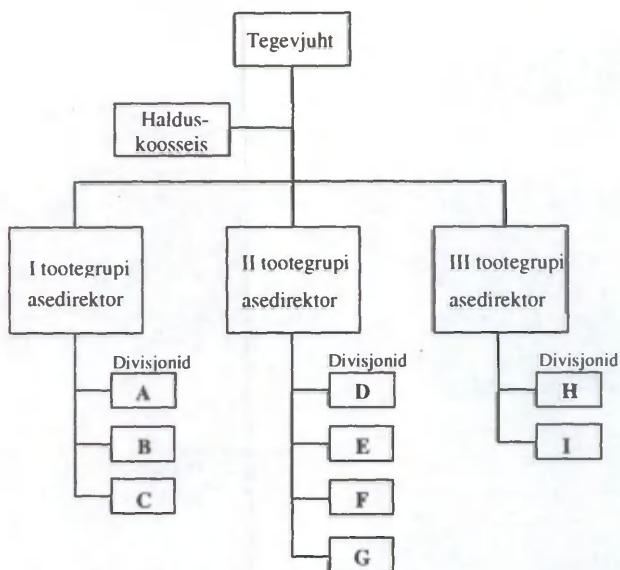 Tegevjuht
Haldus-
koosseis
I tootegrupi
asedirektor
II tootegrupi
asedirektor
III tootegrupi
asedirektor
Divisjonid
A
B
C
Divisjonid
D
E
F
G
Divisjonid
H
I